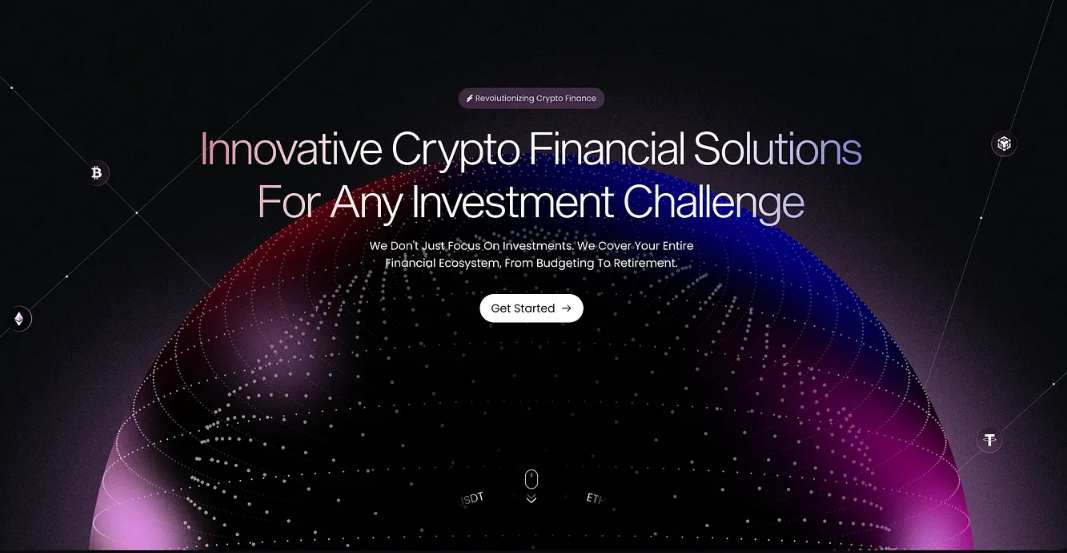 Revolutionizing Crypto Finance
Innovative Crypto Financial Solutions
For Any Investment Challenge
We Don't Just Focus On Investments. We Cover Your Entire
Financial Ecosystem, From Budgeting To Retirement.
Get Started →
ETH